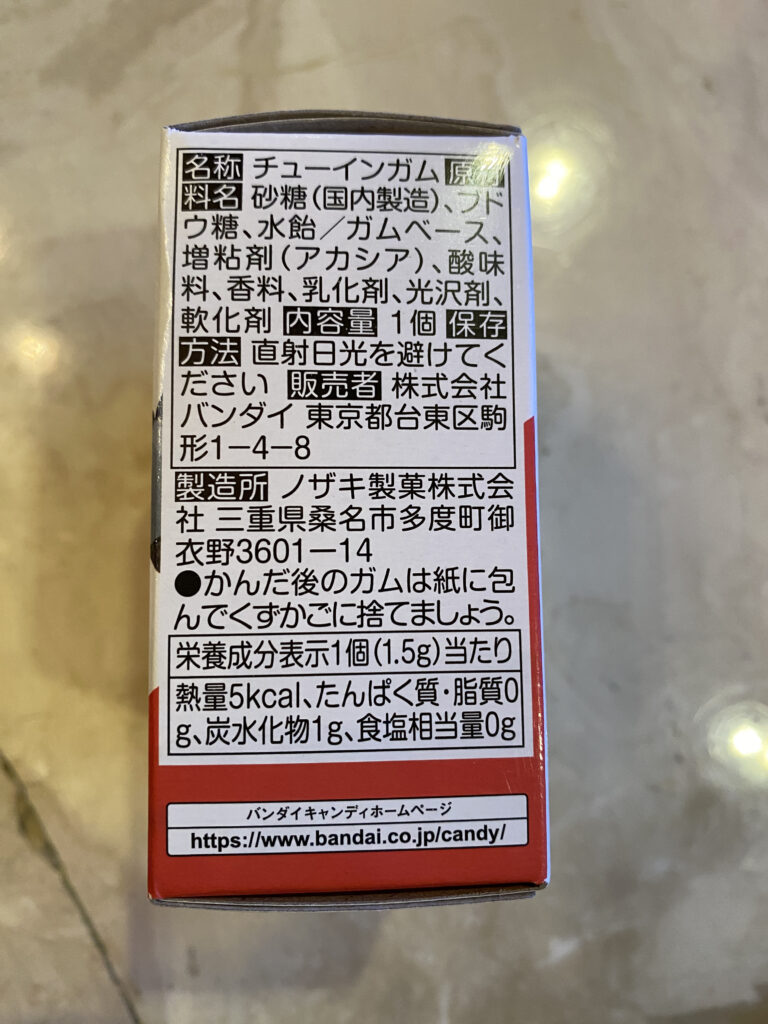 名称 チューインガム 原材
料名 砂糖(国内製造)、ブド
ウ糖、水飴/ガムベース、
増粘剤(アカシア)、酸味
料、香料、乳化剤、光沢剤、
軟化剤 内容量 1個 保存
方法 直射日光を避けてく
ださい 販売者 株式会社
バンダイ 東京都台東区駒
形1-4-8
製造所 ノザキ製菓株式会
社 三重県桑名市多度町御
衣野3601-14
●かんだ後のガムは紙に包
んでくずかごに捨てましょう。
栄養成分表示1個(1.5g)当たり
熱量5kcal、たんぱく質・脂質0
g、炭水化物1g、食塩相当量0g
バンダイキャンディホームページ
https://www.bandai.co.jp/candy/